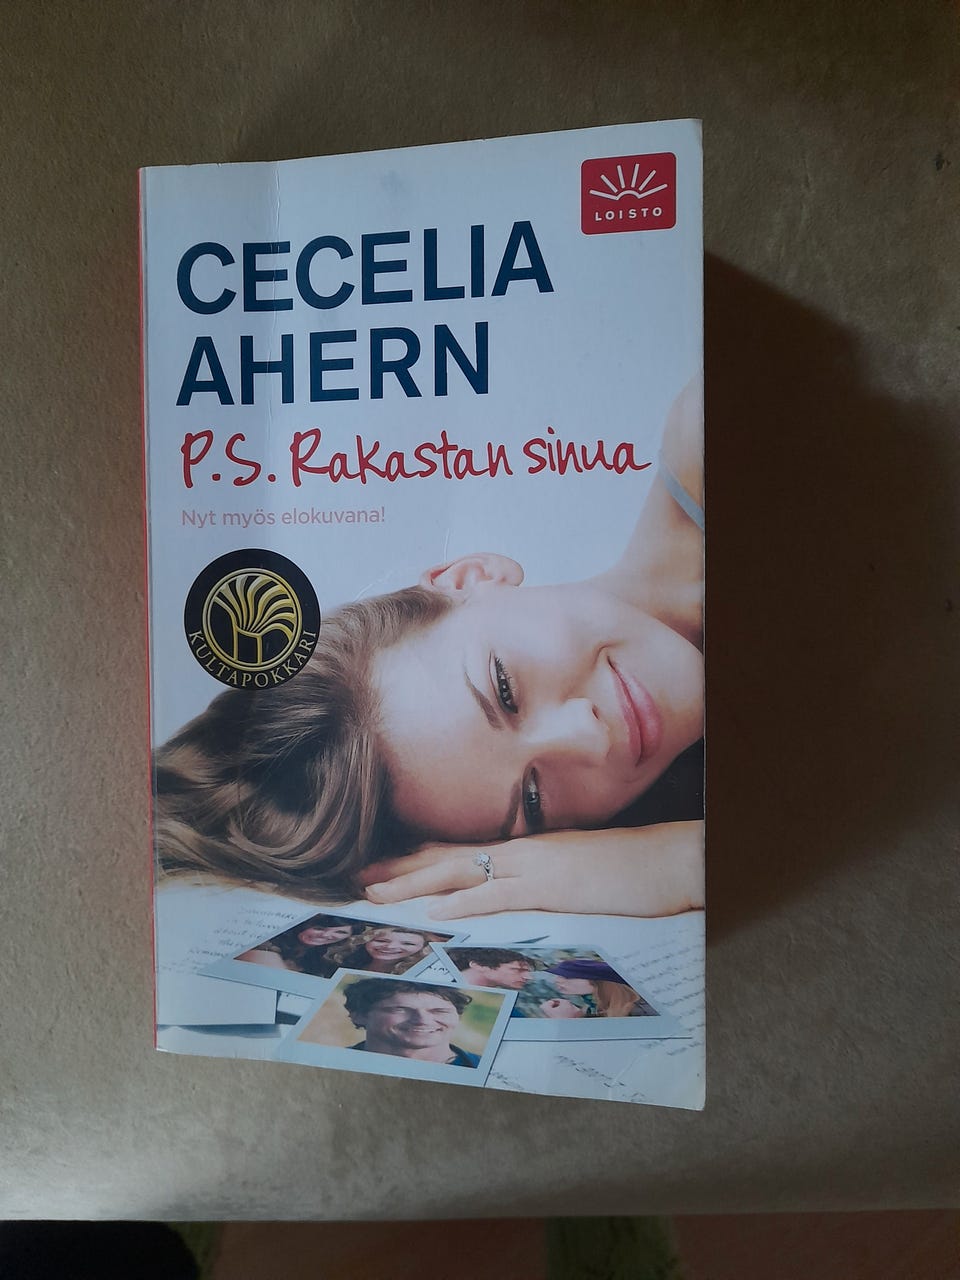 LOISTO
CECELIA
AHERN
P.S. Rakastan sinua
Nyt myös elokuvana!
KULTAPOKKARI